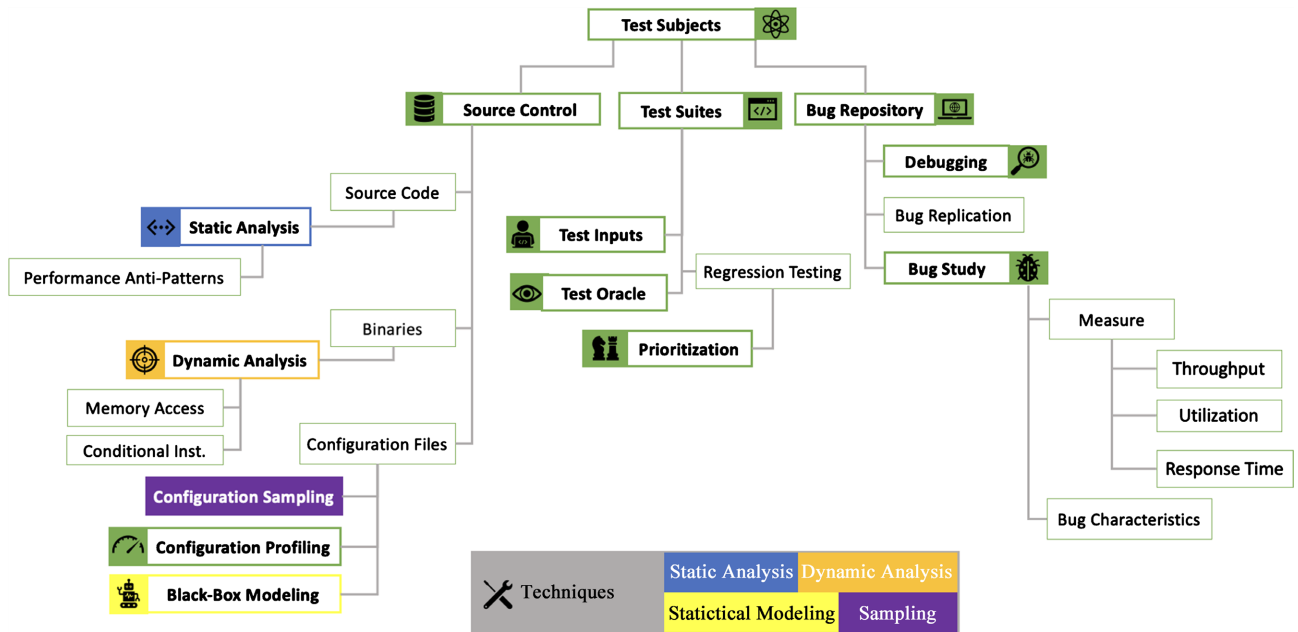 Test Subjects
Source Control
Test Suites
Bug Repository
Debugging
Source Code
Bug Replication
Static Analysis
Test Inputs
Bug Study
Performance Anti-Patterns
Regression Testing
Test Oracle
Measure
Binaries
Prioritization
Dynamic Analysis
Throughput
Memory Access
Utilization
Conditional Inst.
Configuration Files
Response Time
Configuration Sampling
Bug Characteristics
Configuration Profiling
Black-Box Modeling
Techniques
Static Analysis
Dynamic Analysis
Statictical Modeling
Sampling